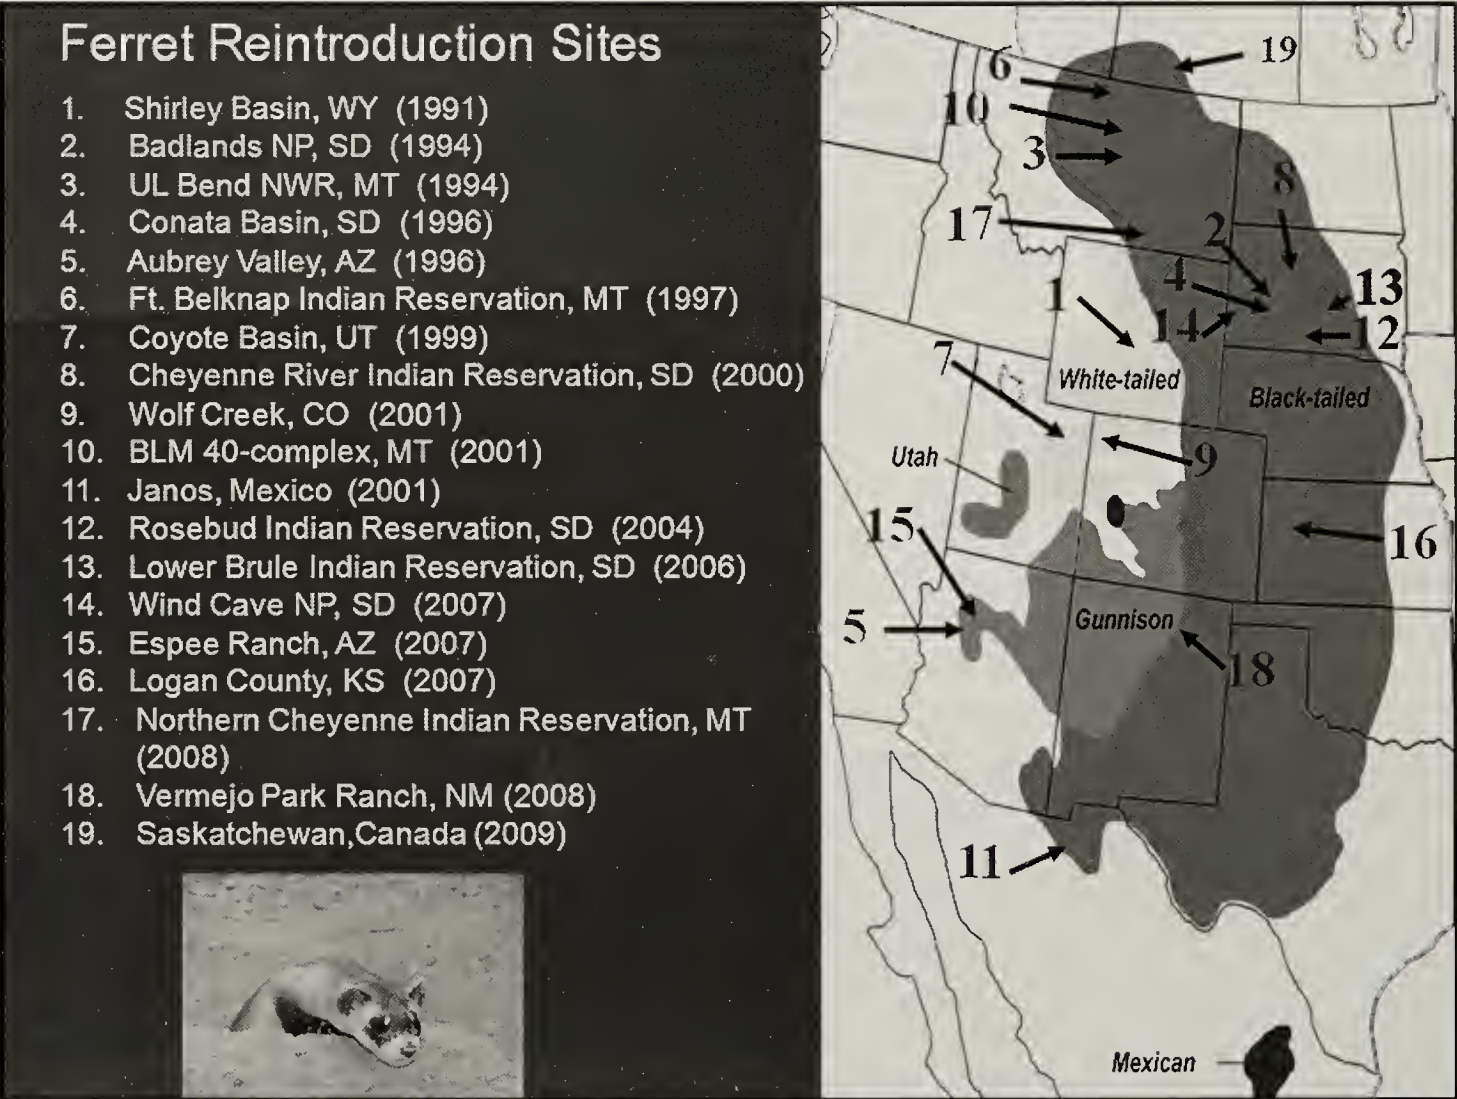 Ferret Reintroduction Sites
1. Shirley Basin, WY (1991)
2. Badlands NP, SD (1994)
3. UL Bend NWR, MT (1994)
4. Conata Basin, SD (1996)
5. Aubrey Valley, AZ (1996)
6. Ft. Belknap Indian Reservation, MT (1997)
7. Coyote Basin, UT (1999)
8. Cheyenne River Indian Reservation, SD (2000)
9. Wolf Creek, CO (2001)
10. BLM 40-complex, MT (2001)
11. Janos, Mexico (2001)
12. Rosebud Indian Reservation, SD (2004)
13. Lower Brule Indian Reservation, SD (2006)
14. Wind Cave NP, SD (2007)
15. Espee Ranch, AZ (2007)
16. Logan County, KS (2007)
17. Northern Cheyenne Indian Reservation, MT
(2008)
18. Vermejo Park Ranch, NM (2008)
19. Saskatchewan,Canada (2009)
19
6
10
3
8
17
2
4
13
1
14
12
7
White-tailed
Black-tailed
Utah
9
15
16
5
Gunnison
18
11
Mexican